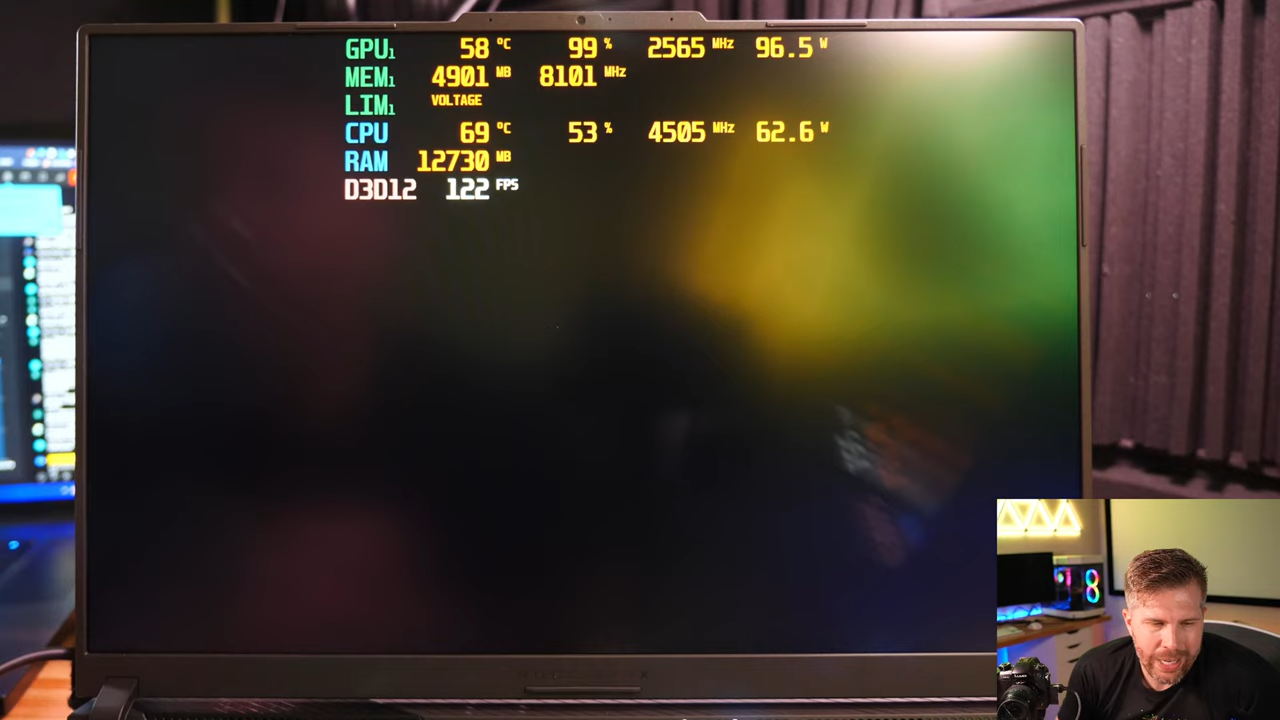 GPU1 58 °C 99 % 2565 MHz 96.5 W
MEM1 4901 MB 8101 MHz
LIM1 VOLTAGE
CPU 69 °C 53 % 4505 MHz 62.6 W
RAM 12730 MB
D3D12 122 FPS